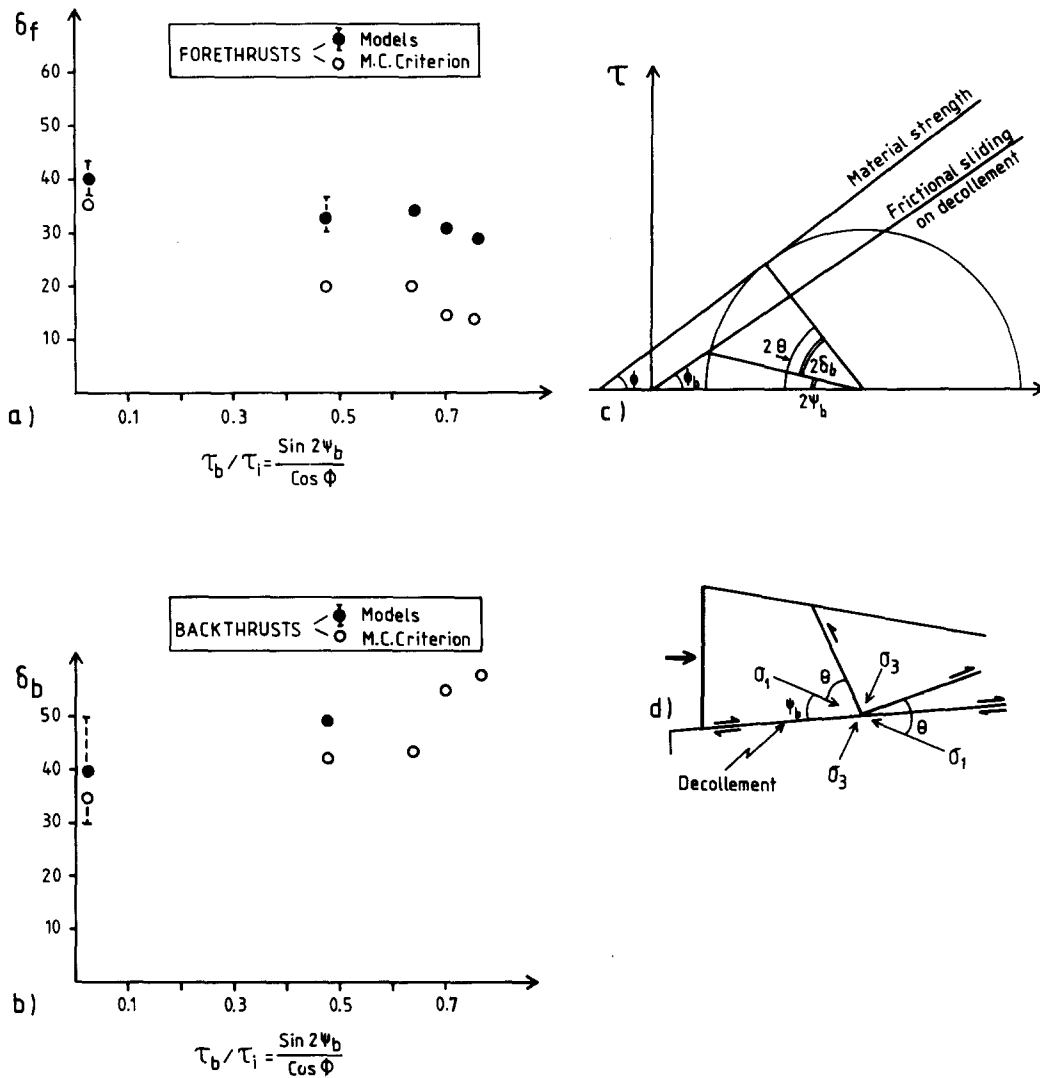 δf
FORETHRUSTS
Models
M.C.Criterion
60
50
40
30
20
10
0.1 0.3 0.5 0.7
a)
τb/τi = Sin 2Ψb / Cos Φ
τ
Material strength
Frictional sliding
on decollement
2θ
2δb
ϕ
ϕb
2Ψb
c)
BACKTHRUSTS
Models
M.C.Criterion
δb
50
40
30
20
10
0.1 0.3 0.5 0.7
b)
τb/τi = Sin 2Ψb / Cos Φ
θ
σ3
σ1
Ψb
d)
θ
σ1
σ3
Decollement